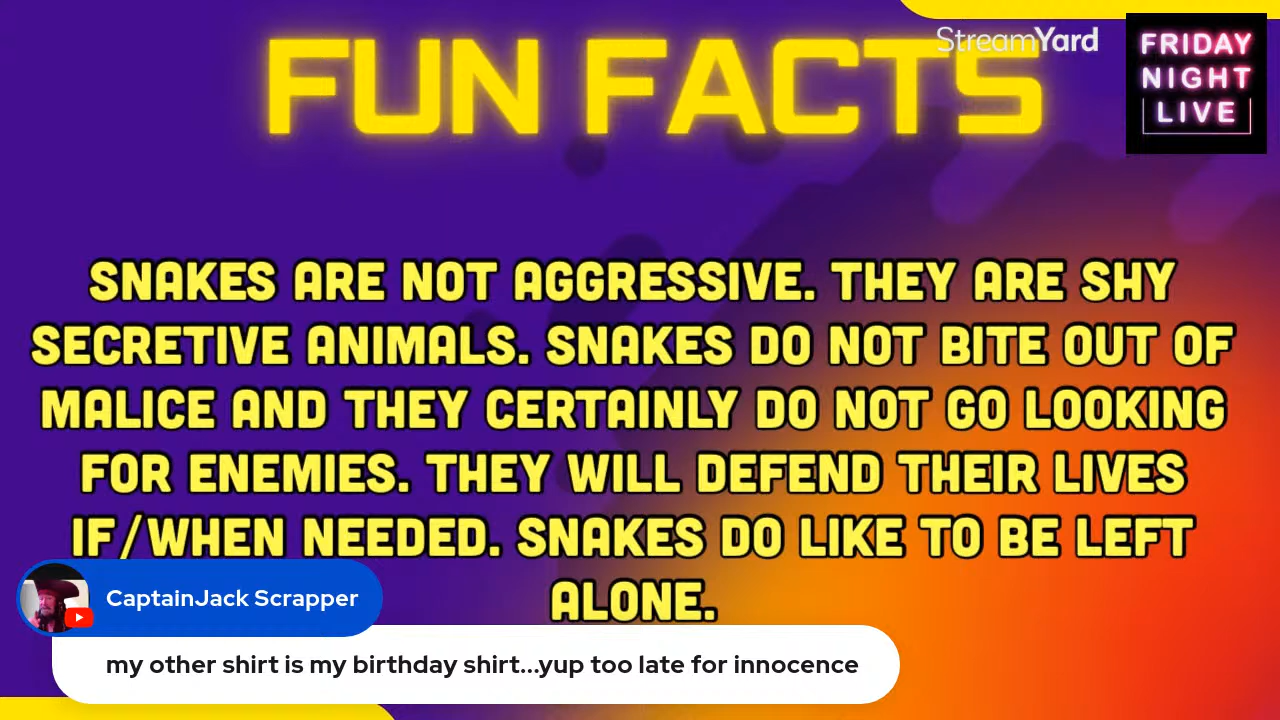 FUN FACTS
StreamYard
FRIDAY
NIGHT
LIVE
SNAKES ARE NOT AGGRESSIVE. THEY ARE SHY
SECRETIVE ANIMALS. SNAKES DO NOT BITE OUT OF
MALICE AND THEY CERTAINLY DO NOT GO LOOKING
FOR ENEMIES. THEY WILL DEFEND THEIR LIVES
IF/WHEN NEEDED. SNAKES DO LIKE TO BE LEFT
ALONE.
CaptainJack Scrapper
my other shirt is my birthday shirt...yup too late for innocence